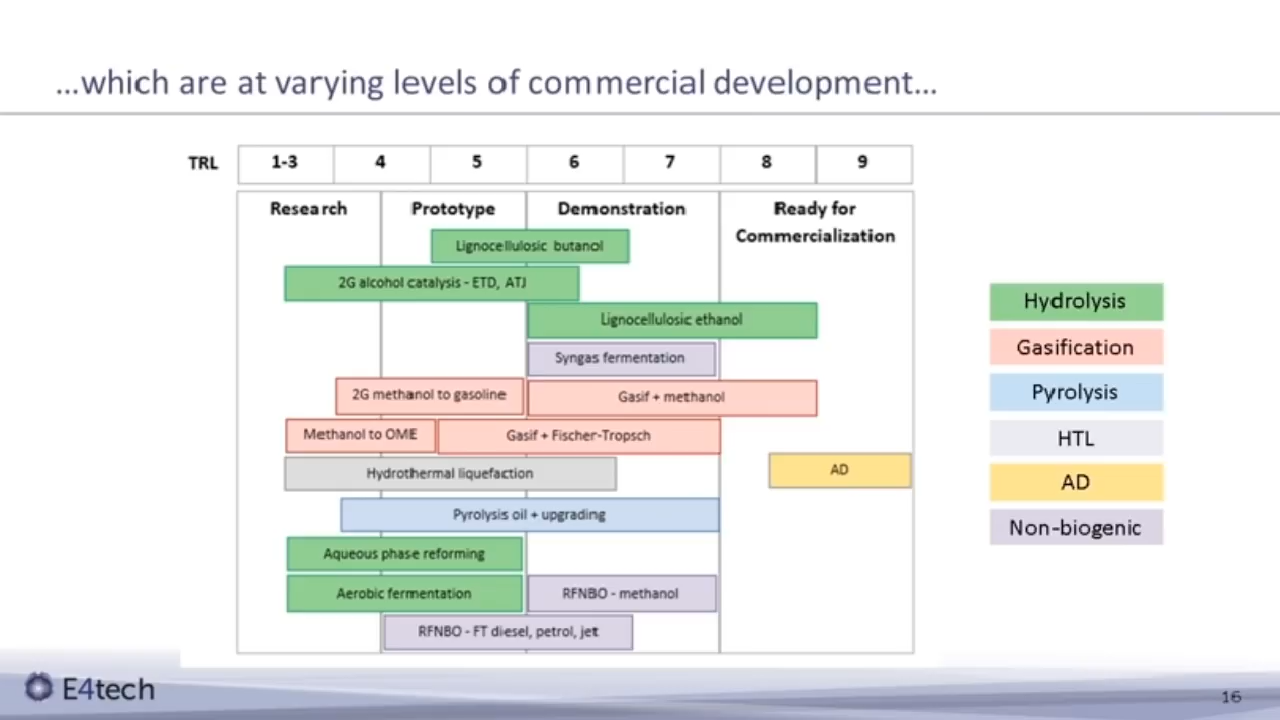 ...which are at varying levels of commercial development...
TRL 1-3 4 5 6 7 8 9
Research Prototype Demonstration Ready for
Commercialization
Lignocellulosic butanol
2G alcohol catalysis - ETD, ATJ
Lignocellulosic ethanol
Syngas fermentation
2G methanol to gasoline Gasif + methanol
Methanol to OME Gasif + Fischer-Tropsch
Hydrothermal liquefaction AD
Pyrolysis oil + upgrading
Aqueous phase reforming
Aerobic fermentation RFNBO - methanol
RFNBO - FT diesel, petrol, jet
Hydrolysis
Gasification
Pyrolysis
HTL
AD
Non-biogenic
E4tech
16